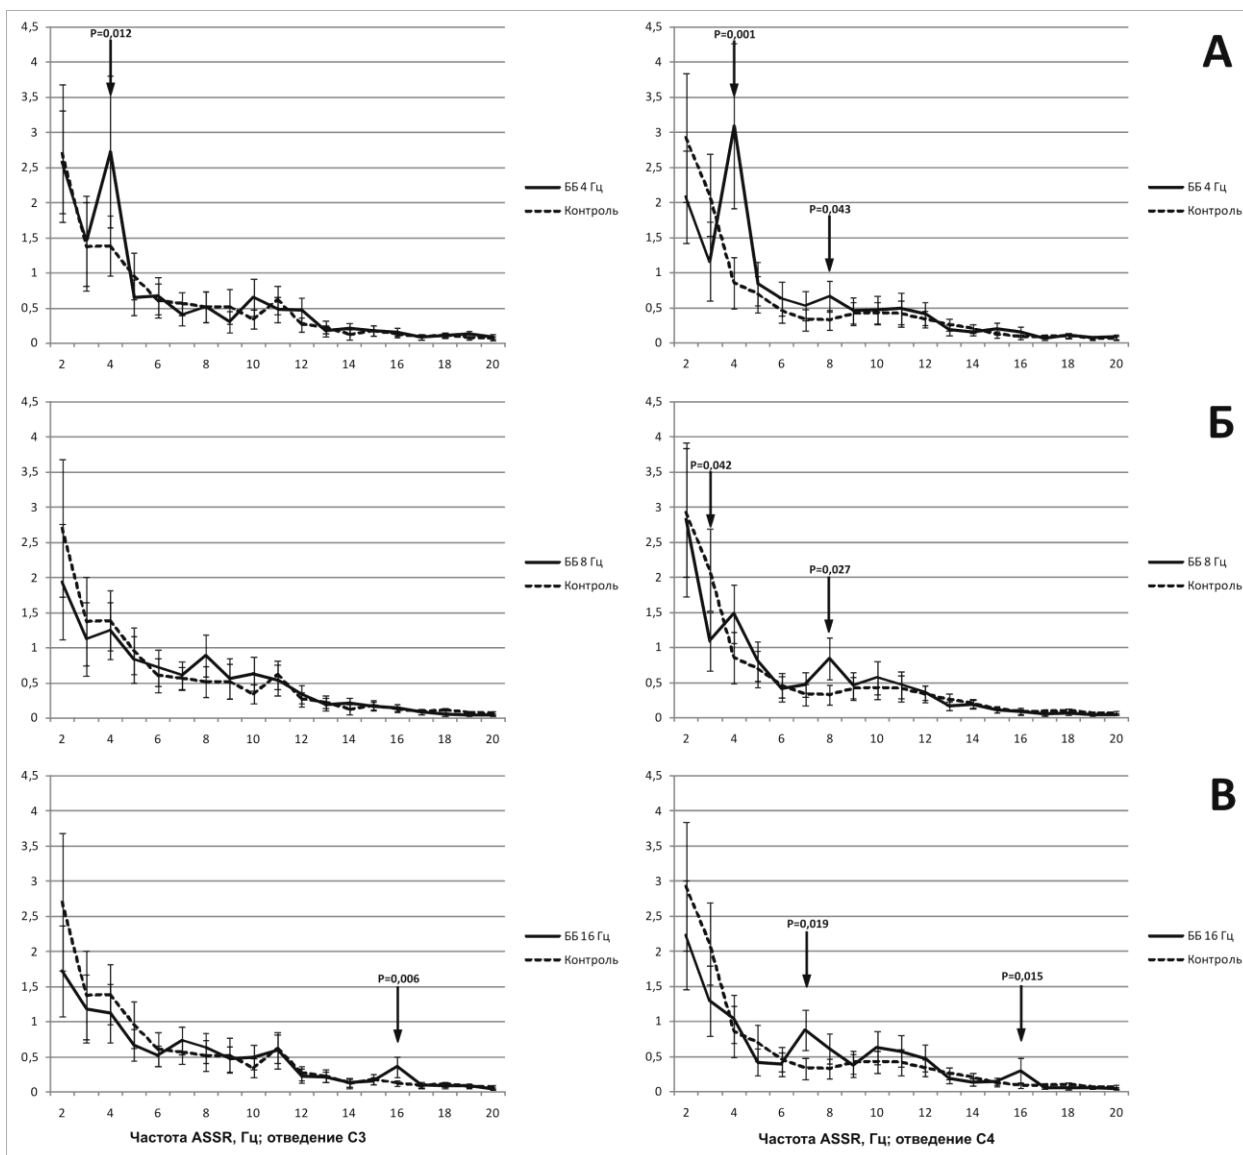 4,5
4
3,5
3
2,5
2
1,5
1
0,5
0
2 4 6 8 10 12 14 16 18 20
P=0,012
ББ 4 Гц
Контроль
4,5
4
3,5
3
2,5
2
1,5
1
0,5
0
2 4 6 8 10 12 14 16 18 20
P=0,001
P=0,043
ББ 4 Гц
Контроль
А
4,5
4
3,5
3
2,5
2
1,5
1
0,5
0
2 4 6 8 10 12 14 16 18 20
ББ 8 Гц
Контроль
4,5
4
3,5
3
2,5
2
1,5
1
0,5
0
2 4 6 8 10 12 14 16 18 20
P=0,042
P=0,027
ББ 8 Гц
Контроль
Б
4,5
4
3,5
3
2,5
2
1,5
1
0,5
0
2 4 6 8 10 12 14 16 18 20
P=0,006
ББ 16 Гц
Контроль
Частота ASSR, Гц; отведение C3
4,5
4
3,5
3
2,5
2
1,5
1
0,5
0
2 4 6 8 10 12 14 16 18 20
P=0,019
P=0,015
ББ 16 Гц
Контроль
В
Частота ASSR, Гц; отведение C4